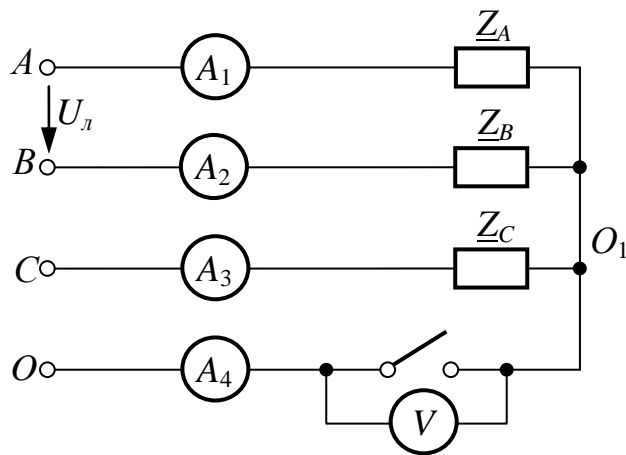 A A₁ Z_A
U_л
B A₂ Z_B
C A₃ Z_C
O₁
O A₄
V